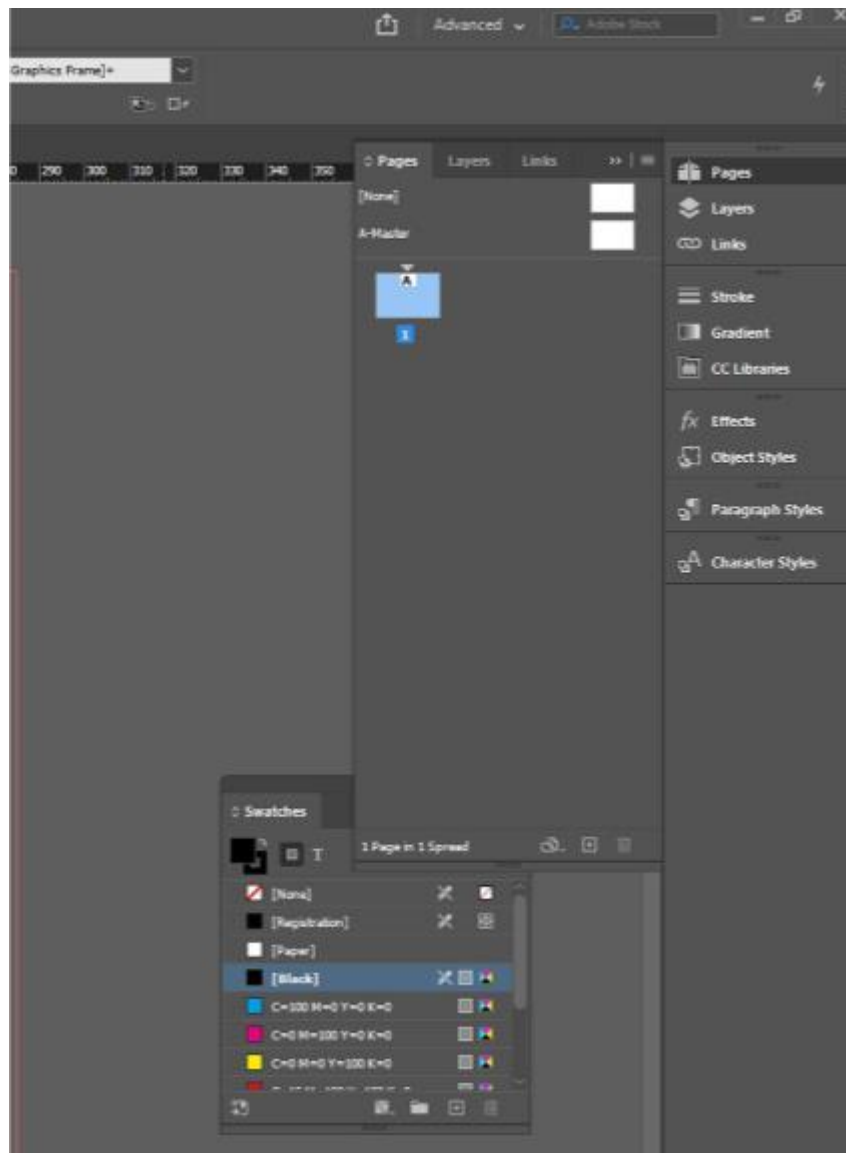 Advanced
Adobe Stock
Graphics Frame]+
290 300 310 320 330 340 350
Pages Layers Links
[None]
A-Master
A
1
1 Page in 1 Spread
Pages
Layers
Links
Stroke
Gradient
CC Libraries
fx Effects
Object Styles
Paragraph Styles
A Character Styles
Swatches
T
[None]
[Registration]
[Paper]
[Black]
C=100 M=0 Y=0 K=0
C=0 M=100 Y=0 K=0
C=0 M=0 Y=100 K=0